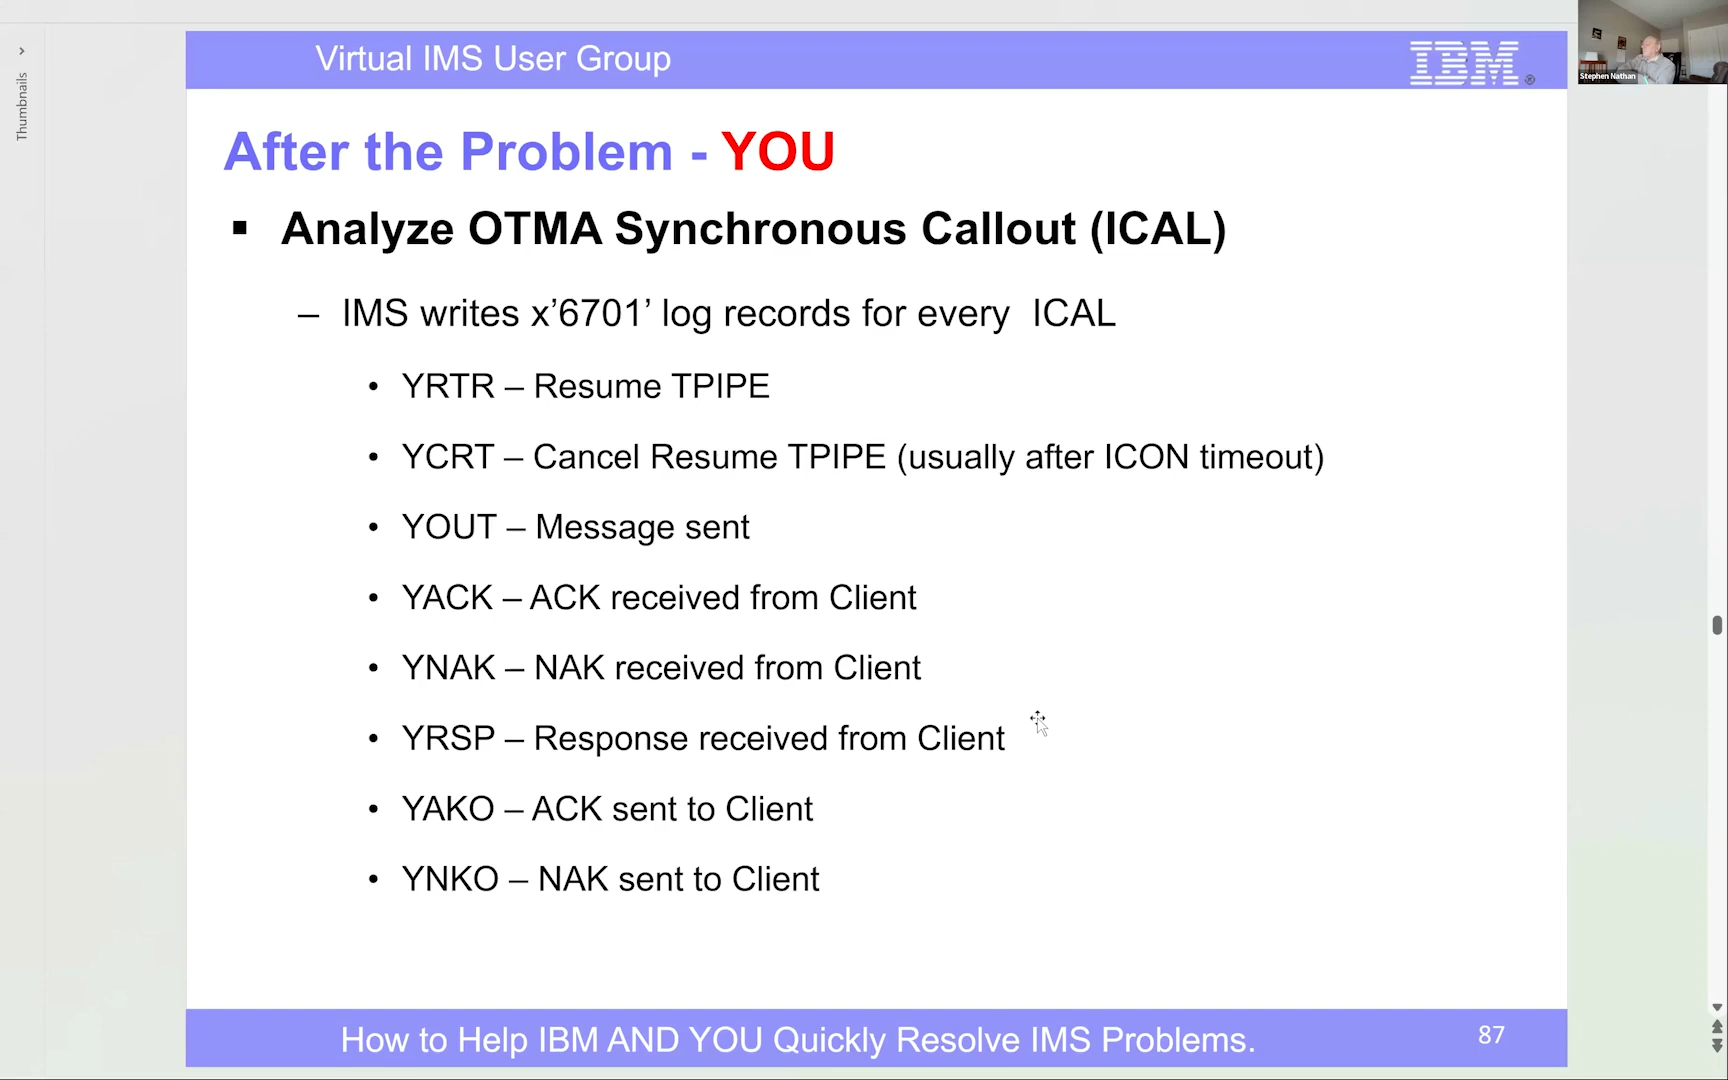 Virtual IMS User Group
IBM®
Stephen Nathan
Thumbnails
After the Problem - YOU
▪ Analyze OTMA Synchronous Callout (ICAL)
– IMS writes x’6701’ log records for every ICAL
• YRTR – Resume TPIPE
• YCRT – Cancel Resume TPIPE (usually after ICON timeout)
• YOUT – Message sent
• YACK – ACK received from Client
• YNAK – NAK received from Client
• YRSP – Response received from Client
• YAKO – ACK sent to Client
• YNKO – NAK sent to Client
How to Help IBM AND YOU Quickly Resolve IMS Problems.
87